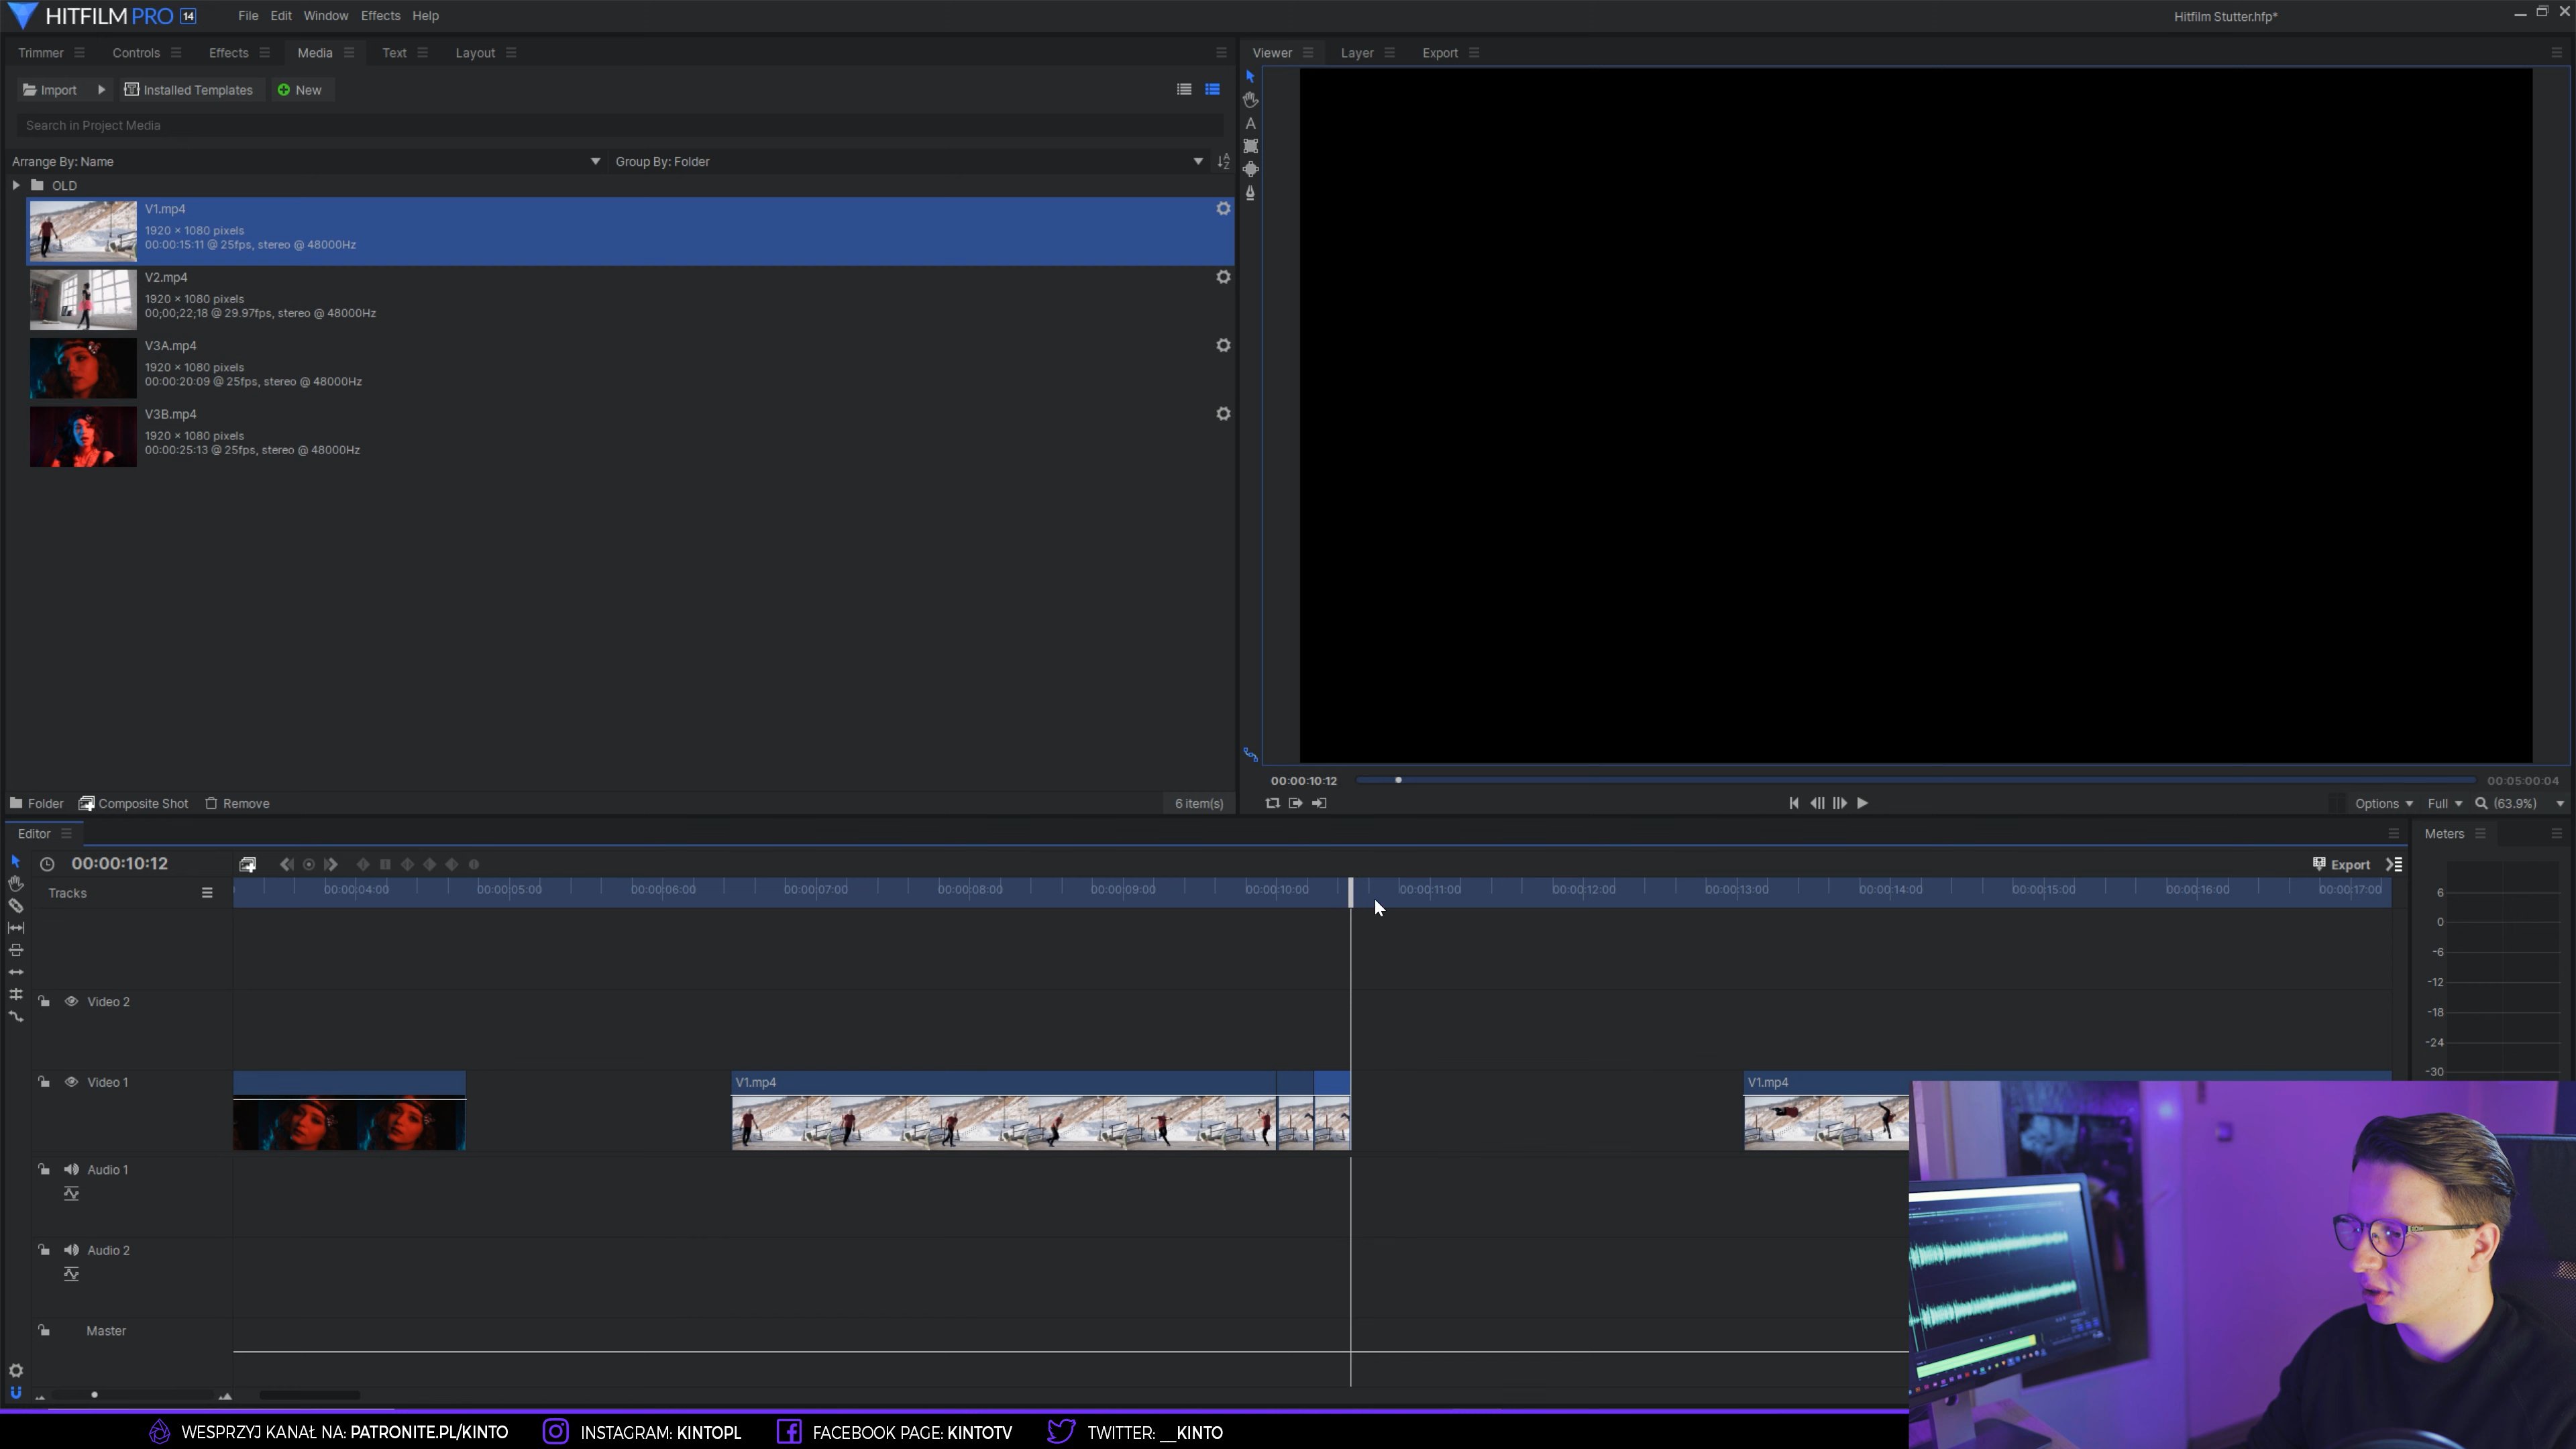 HITFILM PRO 14
File Edit Window Effects Help
Hitfilm Stutter.hfp*
Trimmer Controls Effects Media Text Layout
Viewer Layer Export
Import Installed Templates New
Search in Project Media
Arrange By: Name Group By: Folder
OLD
V1.mp4
1920 × 1080 pixels
00:00:15:11 @ 25fps, stereo @ 48000Hz
V2.mp4
1920 × 1080 pixels
00;00;22;18 @ 29.97fps, stereo @ 48000Hz
V3A.mp4
1920 × 1080 pixels
00:00:20:09 @ 25fps, stereo @ 48000Hz
V3B.mp4
1920 × 1080 pixels
00:00:25:13 @ 25fps, stereo @ 48000Hz
00:00:10:12 00:05:00:04
Folder Composite Shot Remove 6 item(s)
Options Full (63.9%)
Editor
Meters
00:00:10:12
Export
Tracks
00:00:04:00 00:00:05:00 00:00:06:00 00:00:07:00 00:00:08:00 00:00:09:00 00:00:10:00 00:00:11:00 00:00:12:00 00:00:13:00 00:00:14:00 00:00:15:00 00:00:16:00 00:00:17:00
6
0
-6
-12
-18
-24
-30
Video 2
Video 1
V1.mp4
V1.mp4
Audio 1
Audio 2
Master
WESPRZYJ KANAŁ NA: PATRONITE.PL/KINTO INSTAGRAM: KINTOPL FACEBOOK PAGE: KINTOTV TWITTER: __KINTO